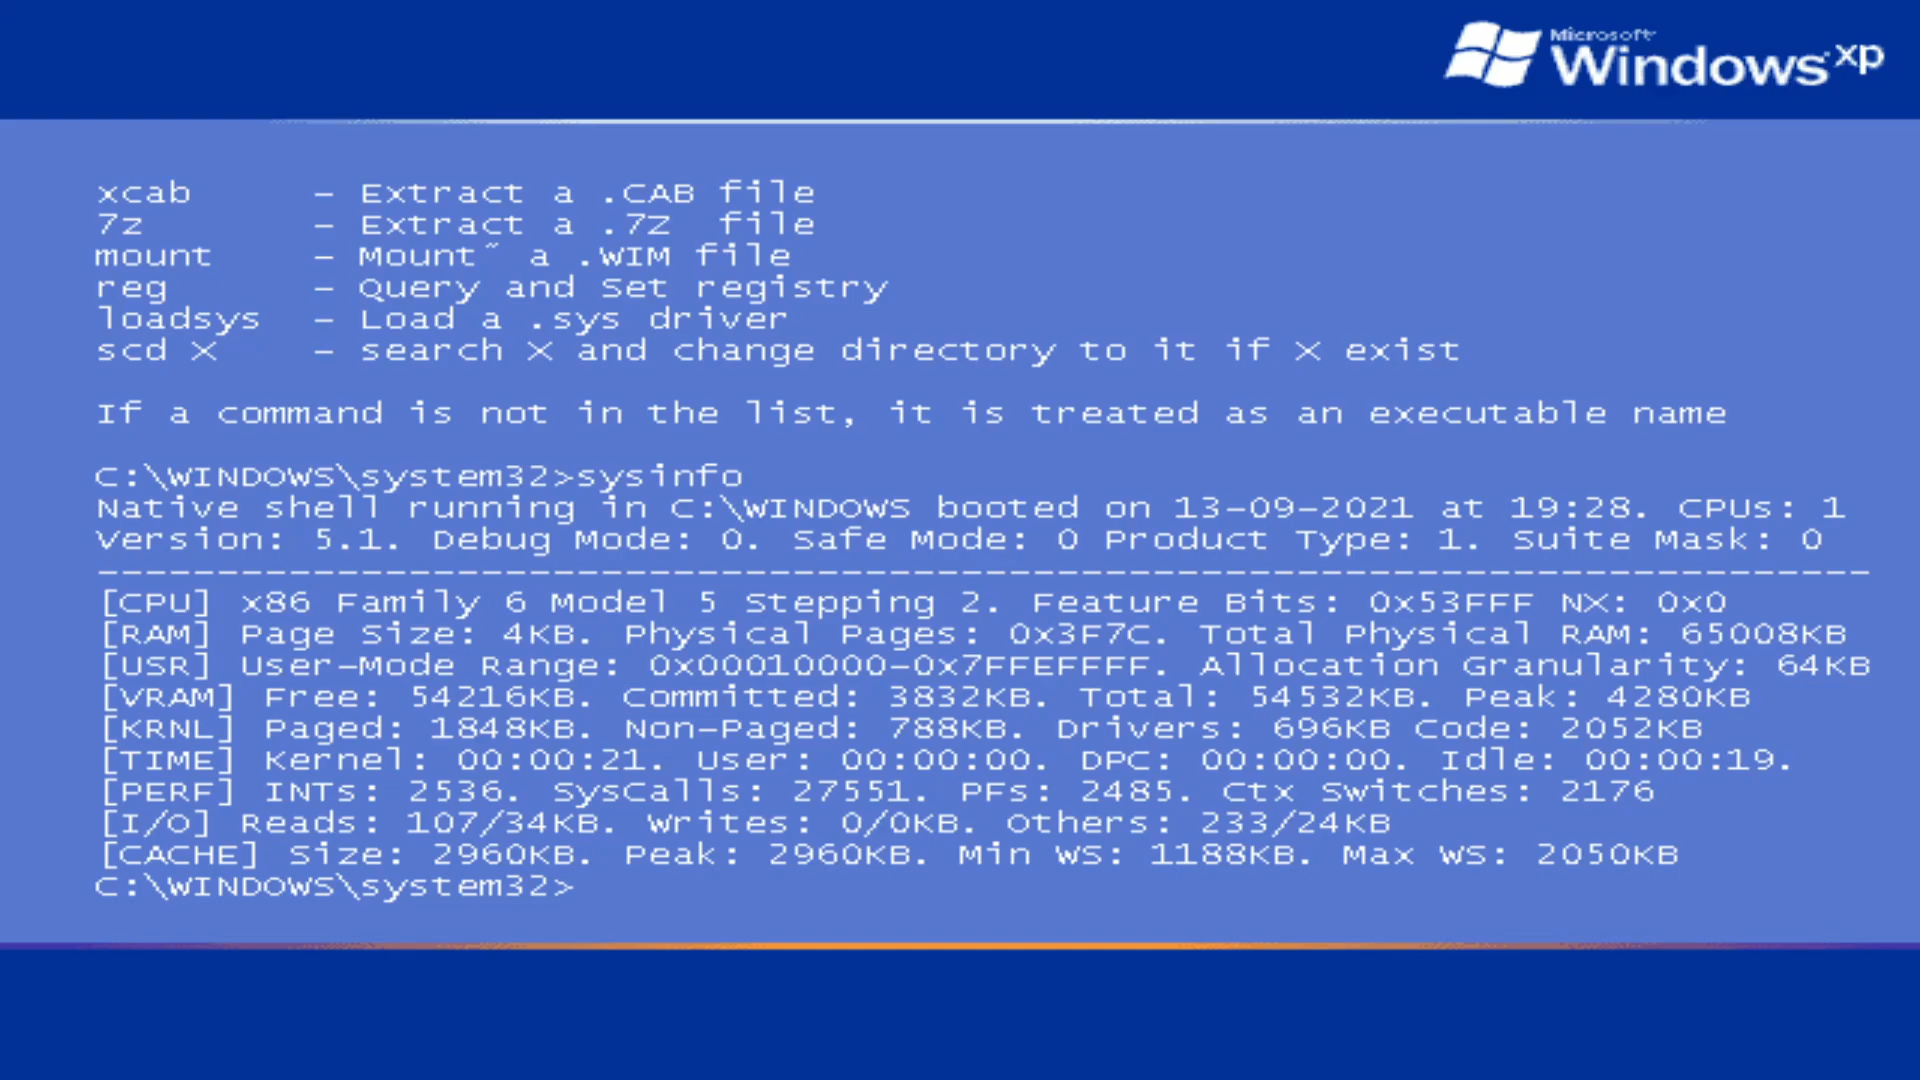 Microsoft
Windows xp
xcab - Extract a .CAB file
7z - Extract a .7Z file
mount - Mount˜ a .WIM file
reg - Query and Set registry
loadsys - Load a .sys driver
scd X - search X and change directory to it if X exist
If a command is not in the list, it is treated as an executable name
C:\WINDOWS\system32>sysinfo
Native shell running in C:\WINDOWS booted on 13-09-2021 at 19:28. CPUs: 1
Version: 5.1. Debug Mode: 0. Safe Mode: 0 Product Type: 1. Suite Mask: 0
--------------------------------------------------------------------------
[CPU] x86 Family 6 Model 5 Stepping 2. Feature Bits: 0x53FFF NX: 0x0
[RAM] Page Size: 4KB. Physical Pages: 0x3F7C. Total Physical RAM: 65008KB
[USR] User-Mode Range: 0x00010000-0x7FFEFFFF. Allocation Granularity: 64KB
[VRAM] Free: 54216KB. Committed: 3832KB. Total: 54532KB. Peak: 4280KB
[KRNL] Paged: 1848KB. Non-Paged: 788KB. Drivers: 696KB Code: 2052KB
[TIME] Kernel: 00:00:21. User: 00:00:00. DPC: 00:00:00. Idle: 00:00:19.
[PERF] INTs: 2536. SysCalls: 27551. PFs: 2485. Ctx Switches: 2176
[I/O] Reads: 107/34KB. Writes: 0/0KB. Others: 233/24KB
[CACHE] Size: 2960KB. Peak: 2960KB. Min WS: 1188KB. Max WS: 2050KB
C:\WINDOWS\system32>